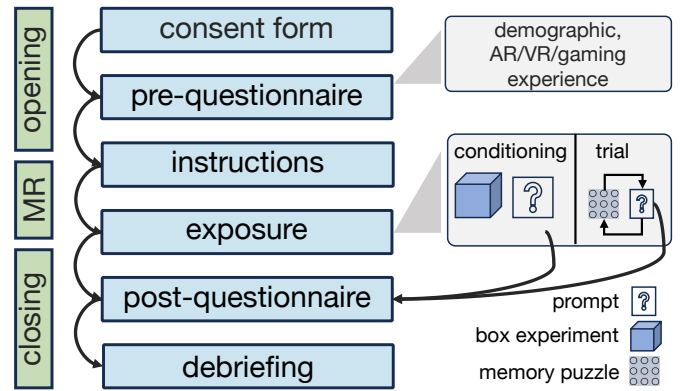 opening
MR
closing
consent form
pre-questionnaire
instructions
exposure
post-questionnaire
debriefing
demographic,
AR/VR/gaming
experience
conditioning
trial
?
?
prompt
?
box experiment
memory puzzle